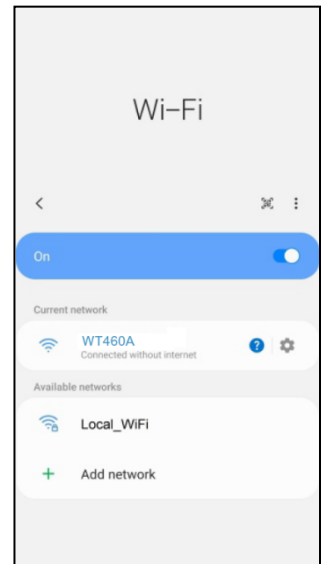 Wi-Fi
On
Current network
WT460A
Connected without internet
Available networks
Local_WiFi
Add network